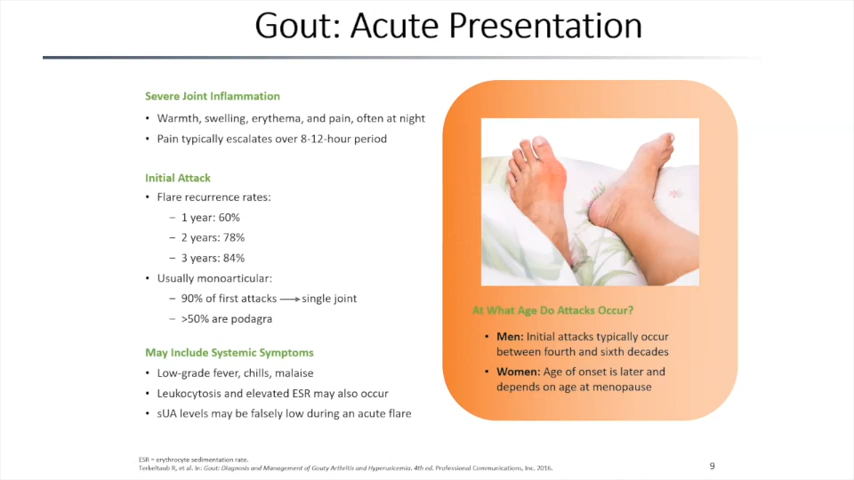 Gout: Acute Presentation
Severe Joint Inflammation
• Warmth, swelling, erythema, and pain, often at night
• Pain typically escalates over 8-12-hour period
Initial Attack
• Flare recurrence rates:
– 1 year: 60%
– 2 years: 78%
– 3 years: 84%
• Usually monoarticular:
– 90% of first attacks ⟶ single joint
– >50% are podagra
May Include Systemic Symptoms
• Low-grade fever, chills, malaise
• Leukocytosis and elevated ESR may also occur
• sUA levels may be falsely low during an acute flare
At What Age Do Attacks Occur?
• Men: Initial attacks typically occur
between fourth and sixth decades
• Women: Age of onset is later and
depends on age at menopause
ESR = erythrocyte sedimentation rate.
Terkeltaub R, et al. In: Gout: Diagnosis and Management of Gouty Arthritis and Hyperuricemia. 4th ed. Professional Communications, Inc. 2016.
9